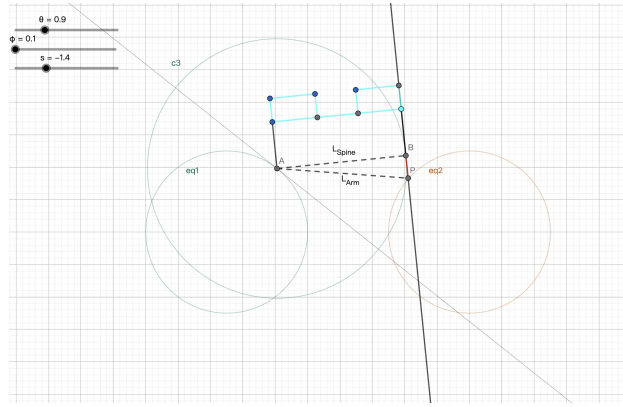 θ = 0.9
ϕ = 0.1
s = −1.4
c3
L_Spine
B
A
eq1
eq2
L_Arm
P